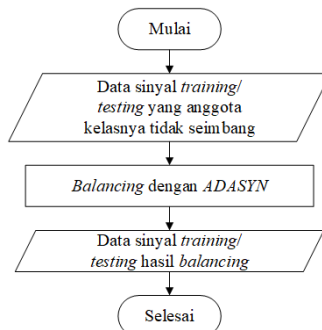 Mulai
Data sinyal training/
testing yang anggota
kelasnya tidak seimbang
Balancing dengan ADASYN
Data sinyal training/
testing hasil balancing
Selesai